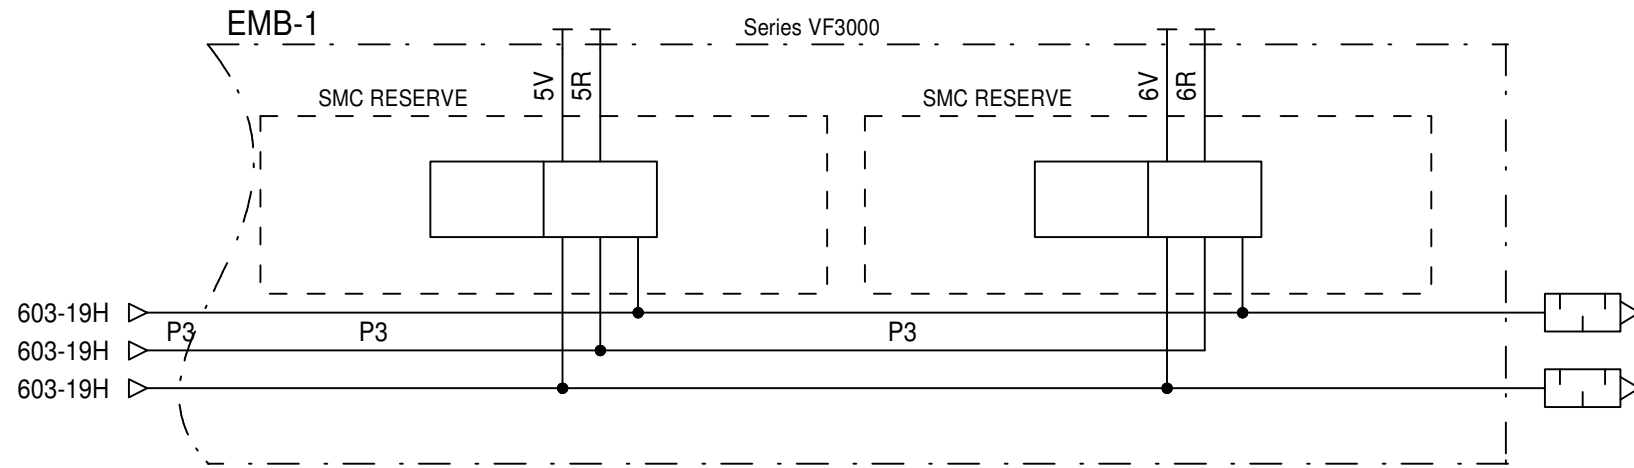 EMB-1
Series VF3000
SMC RESERVE
5V
5R
SMC RESERVE
6V
6R
603-19H
P3
P3
P3
603-19H
603-19H